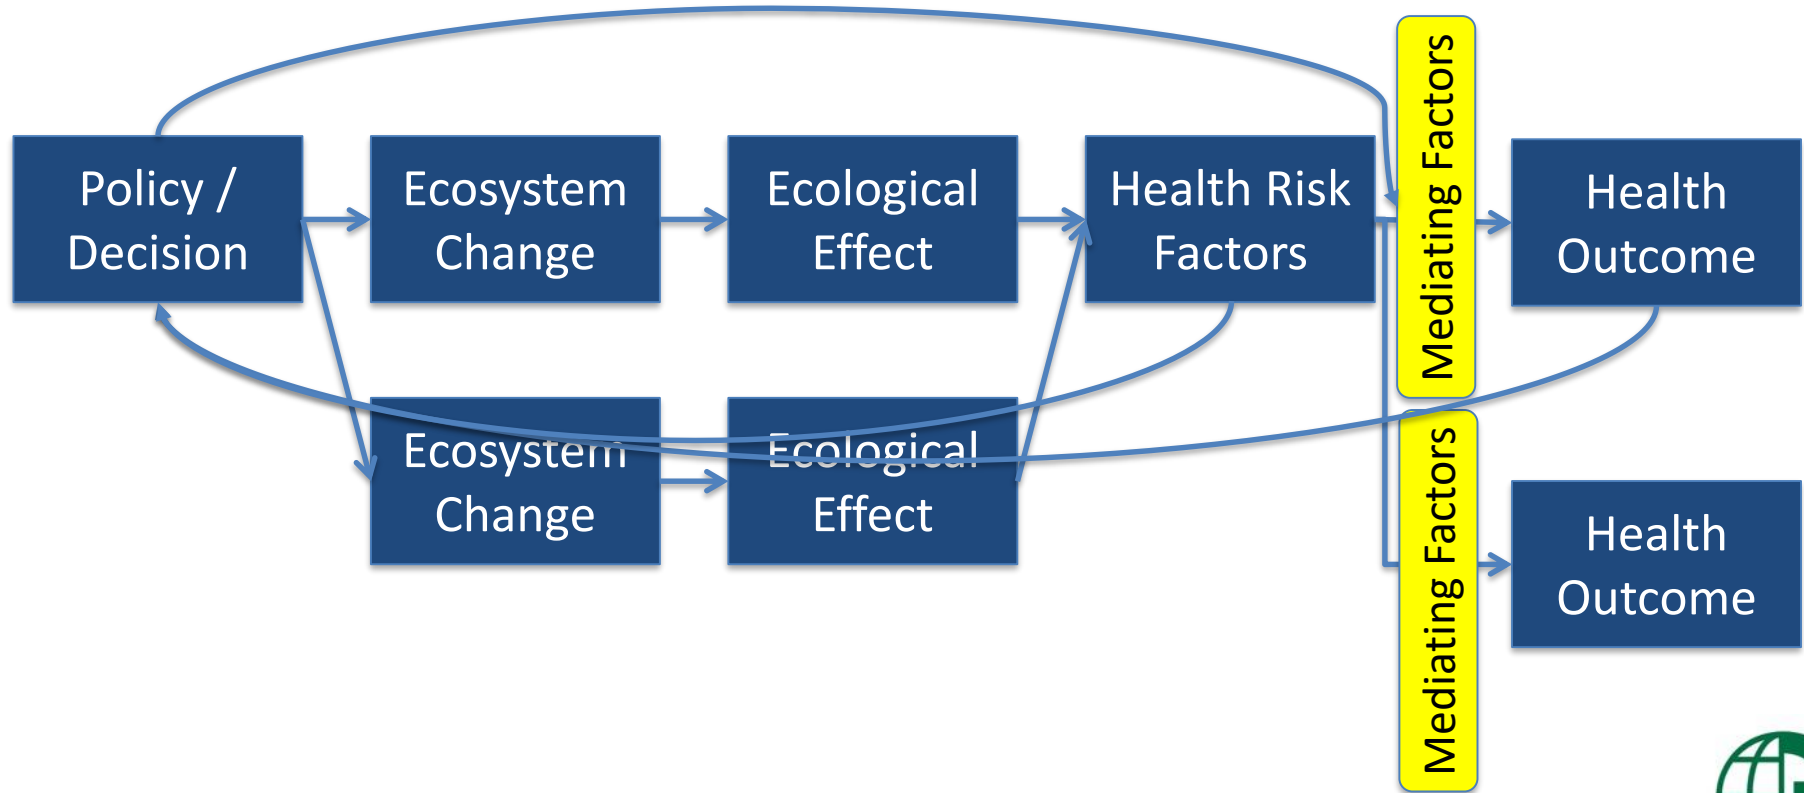 Policy /
Decision
Ecosystem
Change
Ecological
Effect
Health Risk
Factors
Mediating Factors
Health
Outcome
Ecosystem
Change
Ecological
Effect
Mediating Factors
Health
Outcome